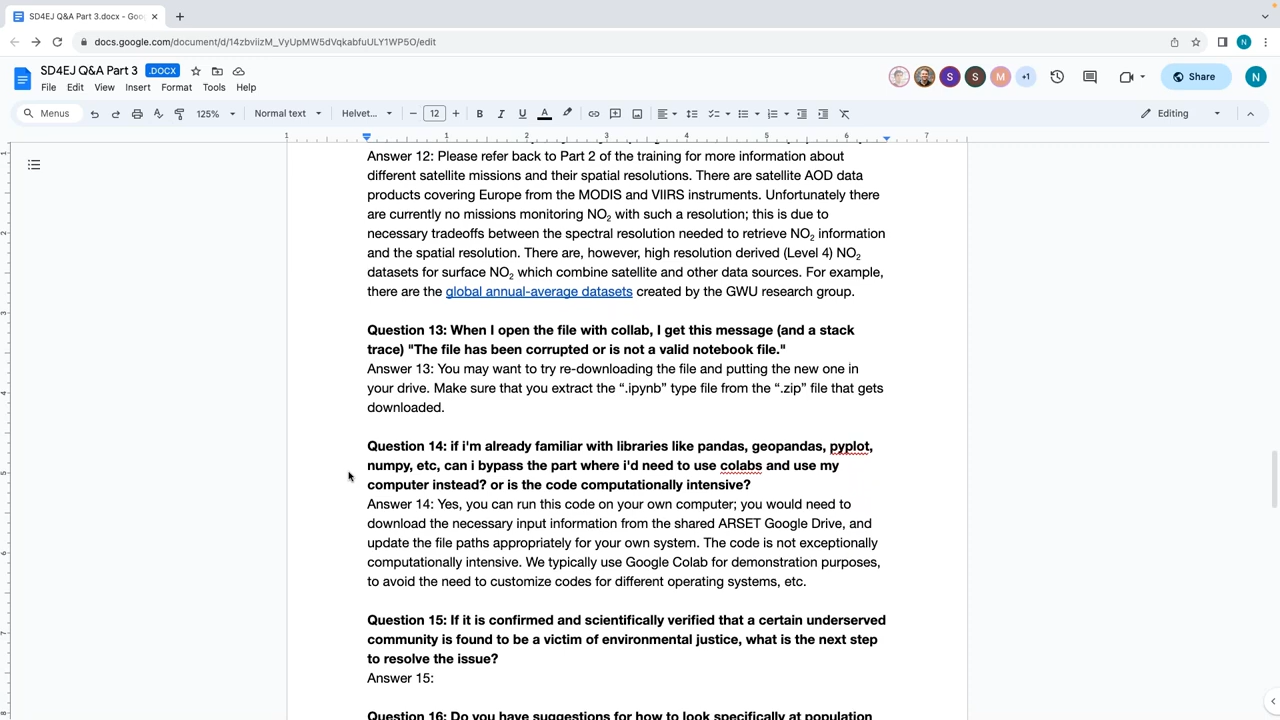 SD4EJ Q&A Part 3.docx - Goo
docs.google.com/document/d/14zbviizM_VyUpMW5dVqkabfuULY1WP5O/edit
SD4EJ Q&A Part 3 .DOCX
File Edit View Insert Format Tools Help
S S M +1 Share N
Menus 125% Normal text Helvet... 12 B I U A Editing
1 1 2 3 4 5 6 7
Answer 12: Please refer back to Part 2 of the training for more information about
different satellite missions and their spatial resolutions. There are satellite AOD data
products covering Europe from the MODIS and VIIRS instruments. Unfortunately there
are currently no missions monitoring NO₂ with such a resolution; this is due to
necessary tradeoffs between the spectral resolution needed to retrieve NO₂ information
and the spatial resolution. There are, however, high resolution derived (Level 4) NO₂
datasets for surface NO₂ which combine satellite and other data sources. For example,
there are the global annual-average datasets created by the GWU research group.
Question 13: When I open the file with collab, I get this message (and a stack
trace) "The file has been corrupted or is not a valid notebook file."
Answer 13: You may want to try re-downloading the file and putting the new one in
your drive. Make sure that you extract the “.ipynb” type file from the “.zip” file that gets
downloaded.
Question 14: if i'm already familiar with libraries like pandas, geopandas, pyplot,
numpy, etc, can i bypass the part where i'd need to use colabs and use my
computer instead? or is the code computationally intensive?
Answer 14: Yes, you can run this code on your own computer; you would need to
download the necessary input information from the shared ARSET Google Drive, and
update the file paths appropriately for your own system. The code is not exceptionally
computationally intensive. We typically use Google Colab for demonstration purposes,
to avoid the need to customize codes for different operating systems, etc.
Question 15: If it is confirmed and scientifically verified that a certain underserved
community is found to be a victim of environmental justice, what is the next step
to resolve the issue?
Answer 15:
Question 16: Do you have suggestions for how to look specifically at population